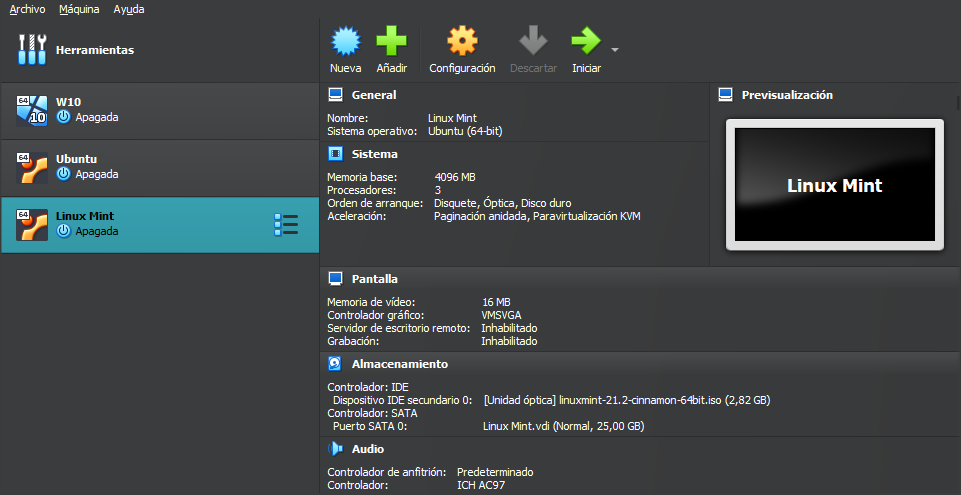 Archivo Máquina Ayuda
Herramientas
Nueva Añadir Configuración Descartar Iniciar
64 10 W10
Apagada
64 Ubuntu
Apagada
64 Linux Mint
Apagada
General
Nombre: Linux Mint
Sistema operativo: Ubuntu (64-bit)
Sistema
Memoria base: 4096 MB
Procesadores: 3
Orden de arranque: Disquete, Óptica, Disco duro
Aceleración: Paginación anidada, Paravirtualización KVM
Previsualización
Linux Mint
Pantalla
Memoria de vídeo: 16 MB
Controlador gráfico: VMSVGA
Servidor de escritorio remoto: Inhabilitado
Grabación: Inhabilitado
Almacenamiento
Controlador: IDE
Dispositivo IDE secundario 0: [Unidad óptica] linuxmint-21.2-cinnamon-64bit.iso (2,82 GB)
Controlador: SATA
Puerto SATA 0: Linux Mint.vdi (Normal, 25,00 GB)
Audio
Controlador de anfitrión: Predeterminado
Controlador: ICH AC97